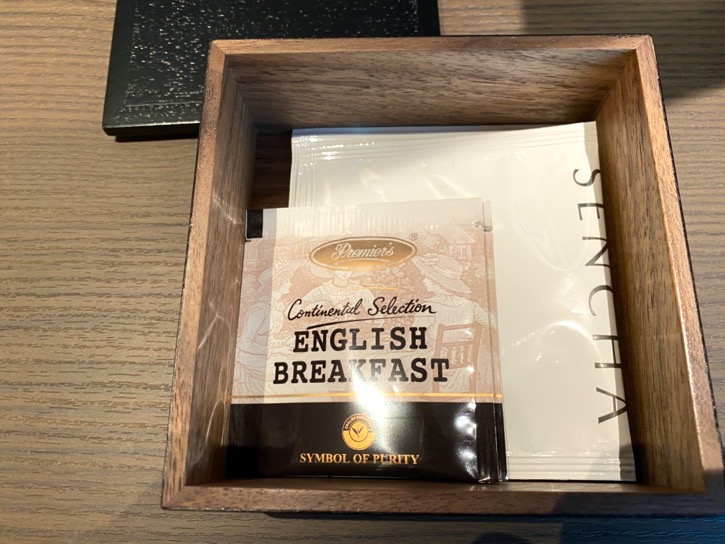 Premier's ®
Continental Selection
ENGLISH
BREAKFAST
SYMBOL OF PURITY
SENCHA